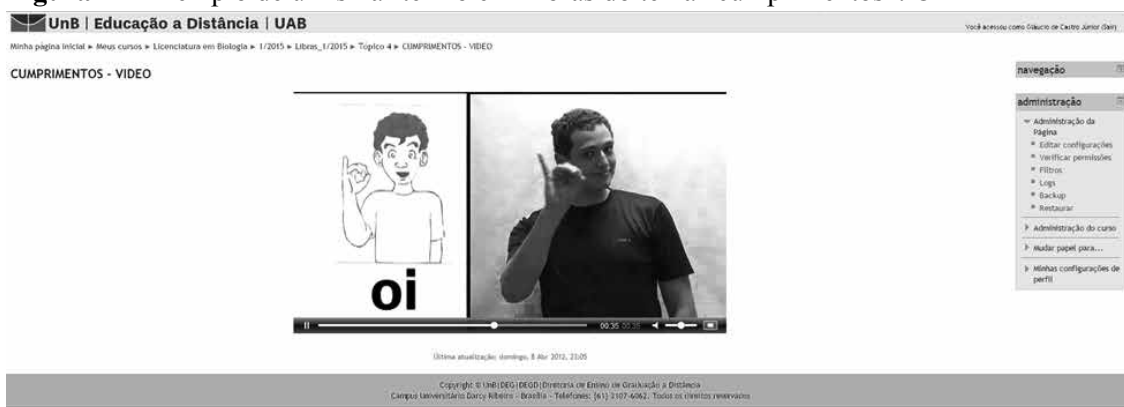 UnB | Educação a Distância | UAB
Você acessou como Gláucio de Castro Júnior (Sair)
Minha página inicial ► Meus cursos ► Licenciatura em Biologia ► 1/2015 ► Libras_1/2015 ► Tópico 4 ► CUMPRIMENTOS - VIDEO
CUMPRIMENTOS - VIDEO
oi
00:35 00:35
Última atualização: domingo, 8 Abr 2012, 23:05
navegação
administração
Administração da
Página
Editar configurações
Verificar permissões
Filtros
Logs
Backup
Restaurar
Administração do curso
Mudar papel para...
Minhas configurações de
perfil
Copyright © UnB|DEG|DEGD|Diretoria de Ensino de Graduação a Distância
Campus Universitário Darcy Ribeiro - Brasília - Telefones: (61) 3107-6062. Todos os direitos reservados